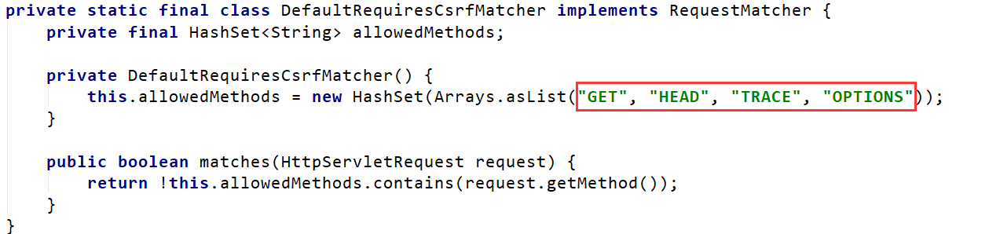 private static final class DefaultRequiresCsrfMatcher implements RequestMatcher {
    private final HashSet<String> allowedMethods;

    private DefaultRequiresCsrfMatcher() {
        this.allowedMethods = new HashSet(Arrays.asList("GET", "HEAD", "TRACE", "OPTIONS"));
    }

    public boolean matches(HttpServletRequest request) {
        return !this.allowedMethods.contains(request.getMethod());
    }
}